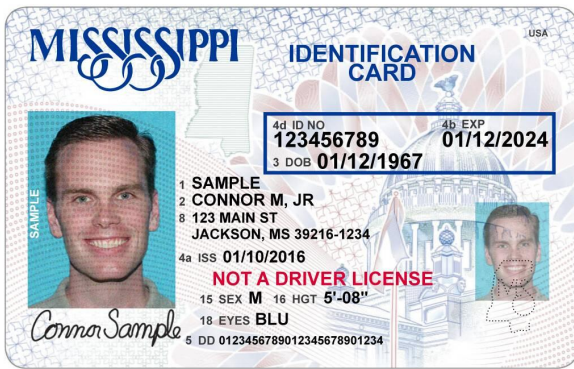 MISSISSIPPI
IDENTIFICATION
CARD
USA
4d ID NO
123456789
4b EXP
01/12/2024
3 DOB 01/12/1967
1 SAMPLE
2 CONNOR M, JR
8 123 MAIN ST
JACKSON, MS 39216-1234
4a ISS 01/10/2016
NOT A DRIVER LICENSE
15 SEX M 16 HGT 5'-08"
18 EYES BLU
5 DD 0123456789012345678901234
SAMPLE
Connor Sample